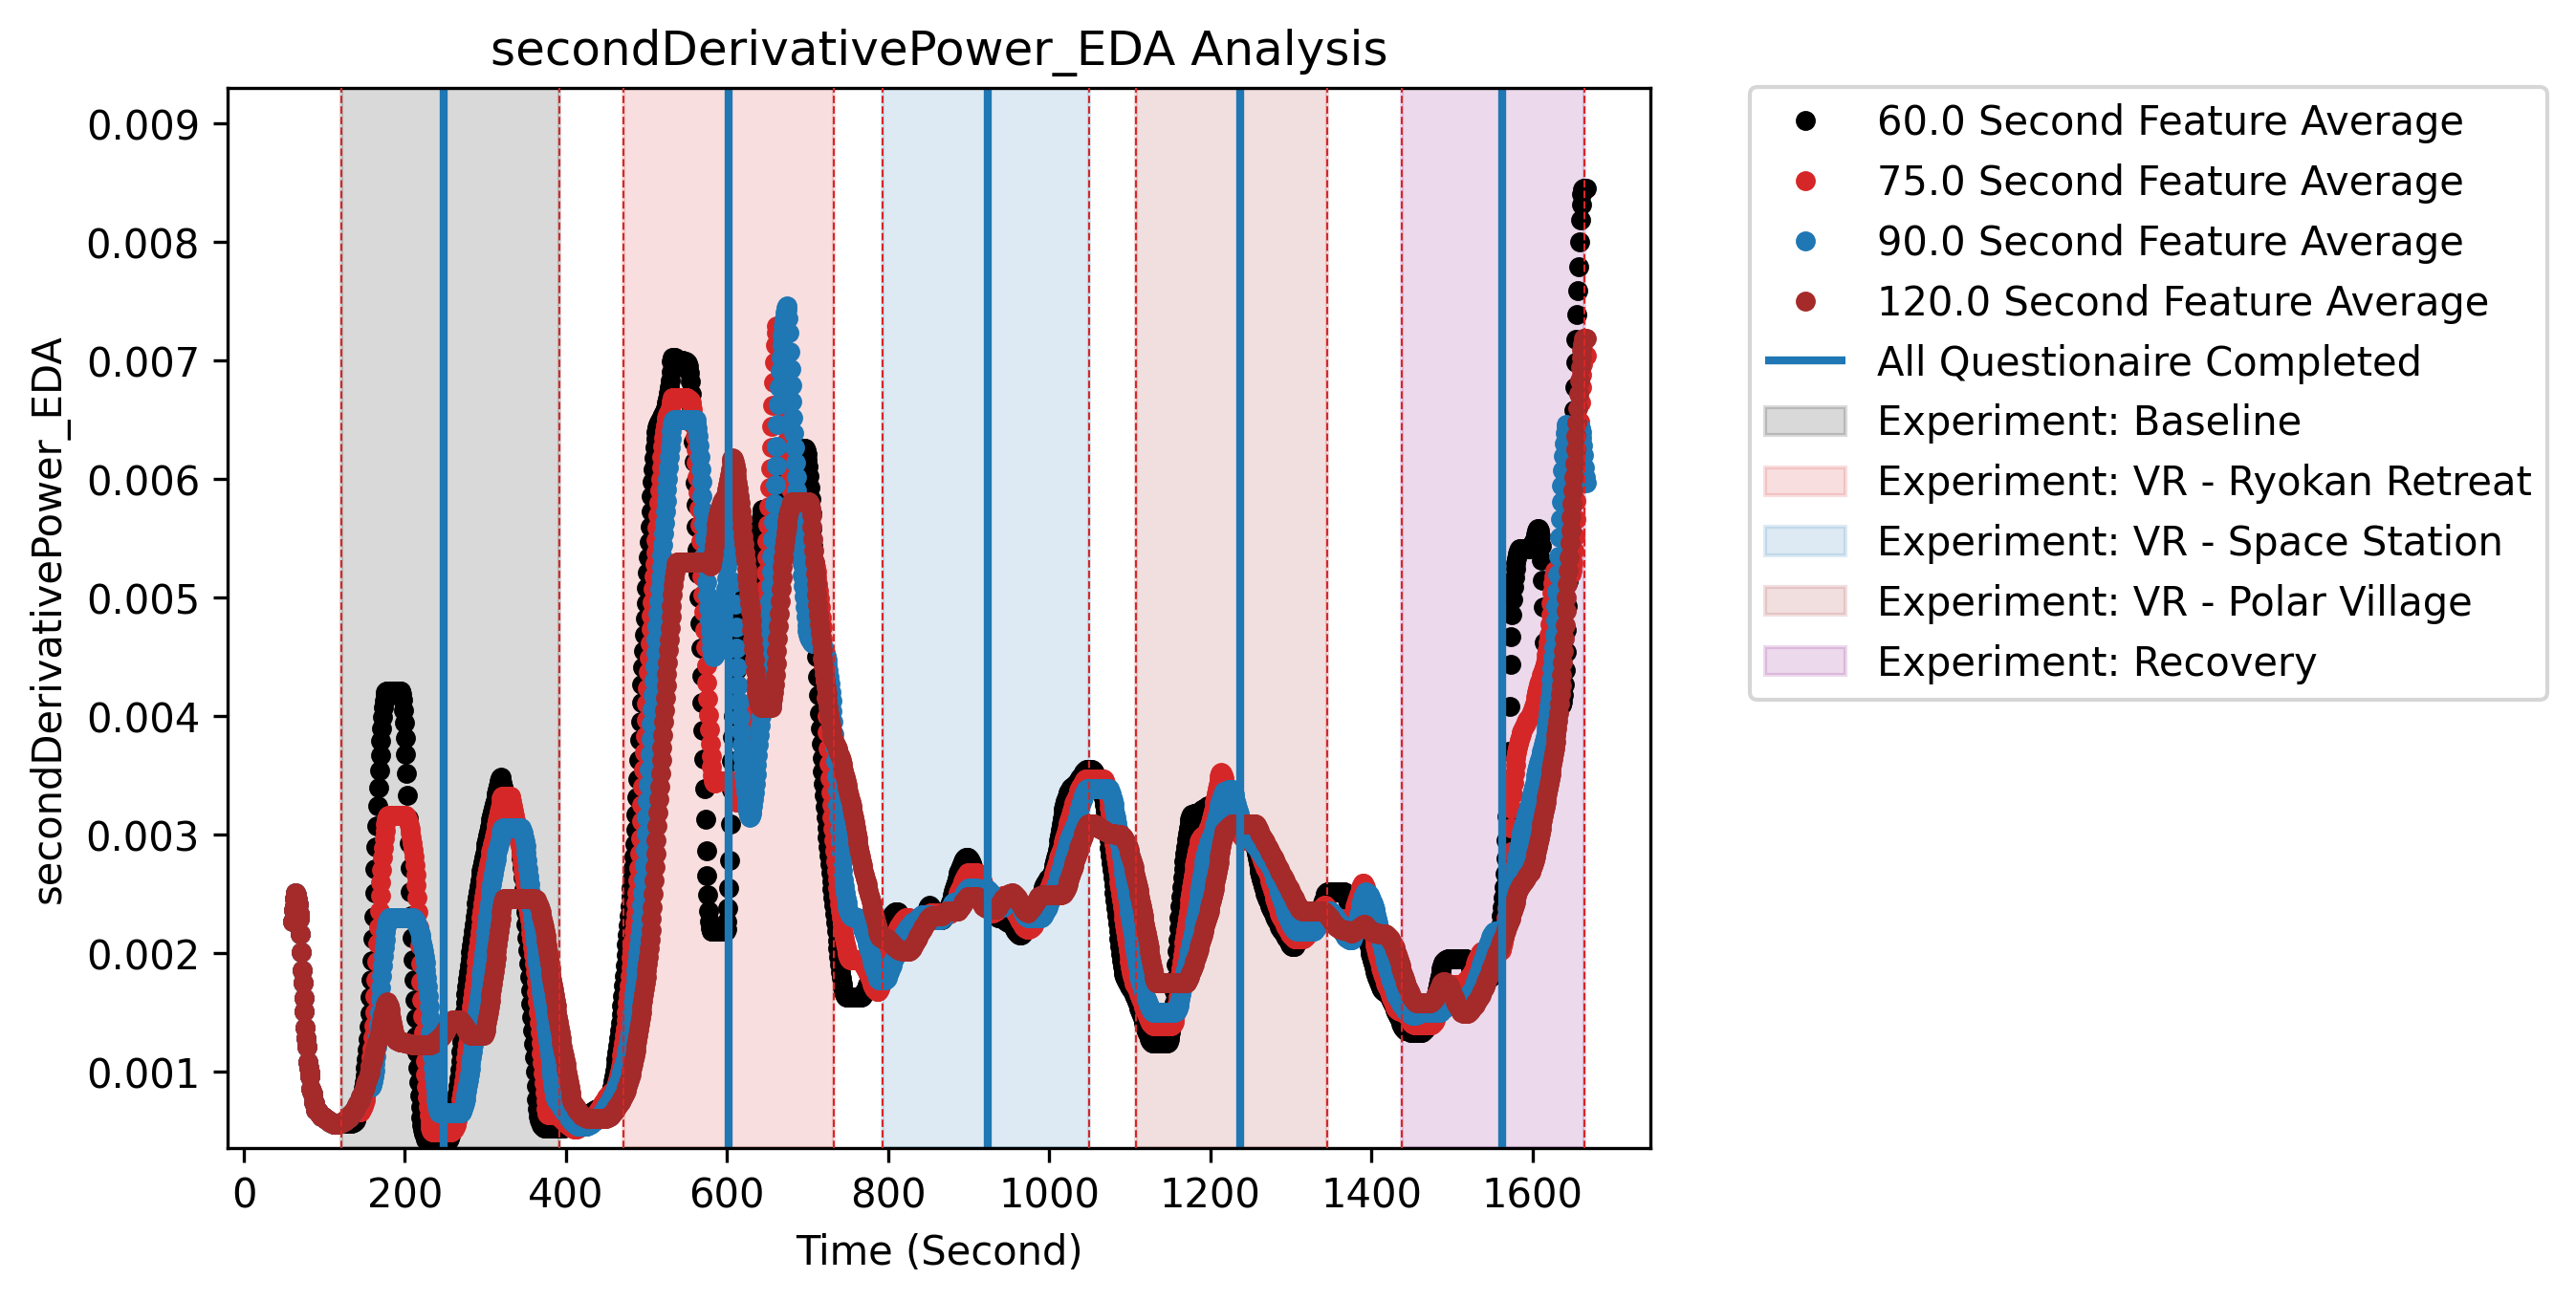 secondDerivativePower_EDA Analysis
secondDerivativePower_EDA
0.009
0.008
0.007
0.006
0.005
0.004
0.003
0.002
0.001
0 200 400 600 800 1000 1200 1400 1600
Time (Second)
60.0 Second Feature Average
75.0 Second Feature Average
90.0 Second Feature Average
120.0 Second Feature Average
All Questionaire Completed
Experiment: Baseline
Experiment: VR - Ryokan Retreat
Experiment: VR - Space Station
Experiment: VR - Polar Village
Experiment: Recovery